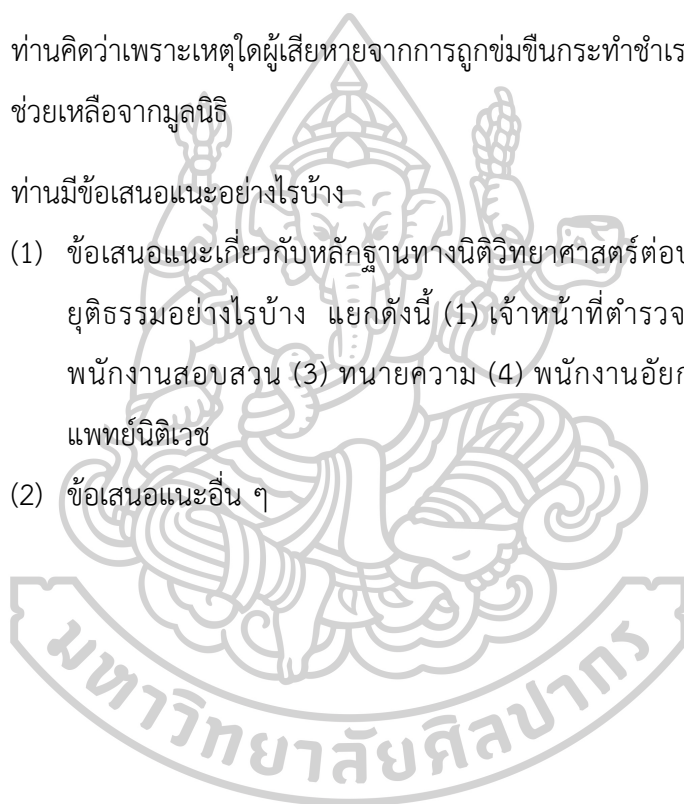 ท่านคิดว่าเพราะเหตุใดผู้เสียหายจากการถูกข่มขืนกระทำชำเร
ช่วยเหลือจากมูลนิธิ
ท่านมีข้อเสนอแนะอย่างไรบ้าง
(1) ข้อเสนอแนะเกี่ยวกับหลักฐานทางนิติวิทยาศาสตร์ต่อบ
ยุติธรรมอย่างไรบ้าง แยกดังนี้ (1) เจ้าหน้าที่ตำรวจ
พนักงานสอบสวน (3) ทนายความ (4) พนักงานอัยก
แพทย์นิติเวช
(2) ข้อเสนอแนะอื่น ๆ
มหาวิทยาลัยศิลปากร